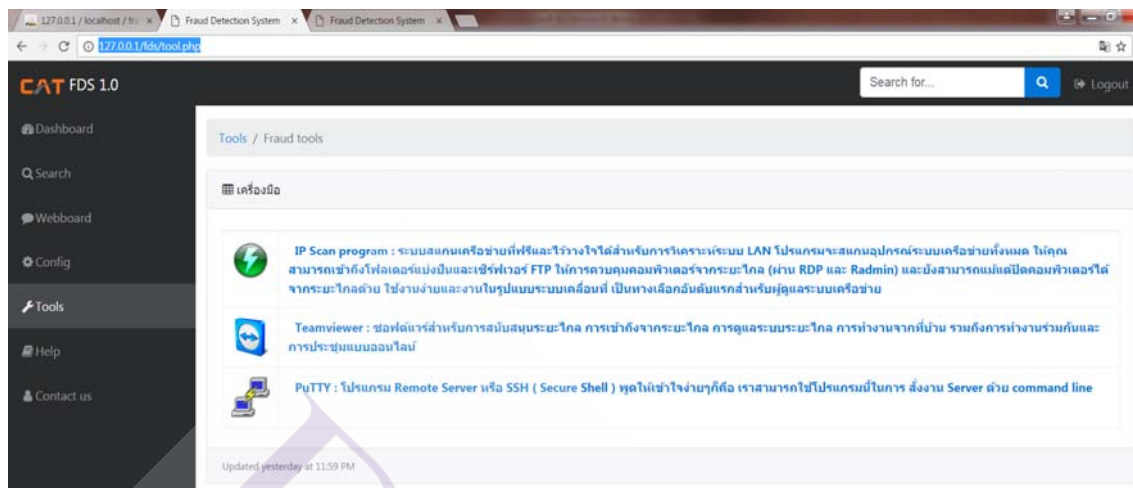 127.0.0.1 / localhost / fr
Fraud Detection System
Fraud Detection System
127.0.0.1/fds/tool.php
CAT FDS 1.0
Search for...
Logout
Dashboard
Tools / Fraud tools
Search
เครื่องมือ
Webboard
Config
IP Scan program : ระบบสแกนเครือข่ายที่ฟรีและไว้วางใจได้สำหรับการวิเคราะห์ระบบ LAN โปรแกรมจะสแกนอุปกรณ์ระบบเครือข่ายทั้งหมด ให้คุณ
สามารถเข้าถึงโฟลเดอร์แบ่งปันและเซิร์ฟเวอร์ FTP ให้การควบคุมคอมพิวเตอร์จากระยะไกล (ผ่าน RDP และ Radmin) และยังสามารถแม้แต่ปิดคอมพิวเตอร์ได้
จากระยะไกลด้วย ใช้งานง่ายและงานในรูปแบบระบบเคลื่อนที่ เป็นทางเลือกอันดับแรกสำหรับผู้ดูแลระบบเครือข่าย
Tools
Teamviewer : ซอฟต์แวร์สำหรับการสนับสนุนระยะไกล การเข้าถึงจากระยะไกล การดูแลระบบระยะไกล การทำงานจากที่บ้าน รวมถึงการทำงานร่วมกันและ
การประชุมแบบออนไลน์
Help
PuTTY : โปรแกรม Remote Server หรือ SSH ( Secure Shell ) พูดให้เข้าใจง่ายๆก็คือ เราสามารถใช้โปรแกรมนี้ในการ สั่งงาน Server ด้วย command line
Contact us
Updated yesterday at 11:59 PM